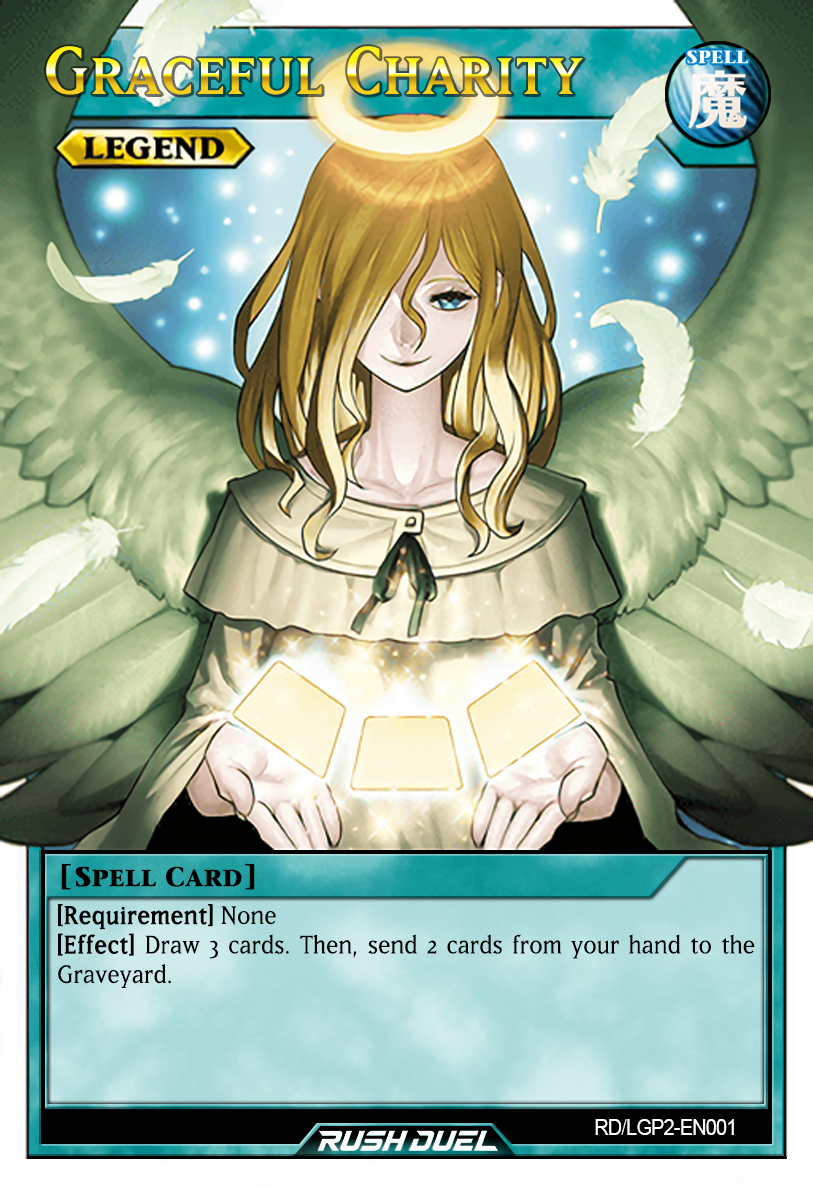 Graceful Charity
SPELL
魔
LEGEND
[Spell Card]
[Requirement] None
[Effect] Draw 3 cards. Then, send 2 cards from your hand to the
Graveyard.
RUSH DUEL
RD/LGP2-EN001